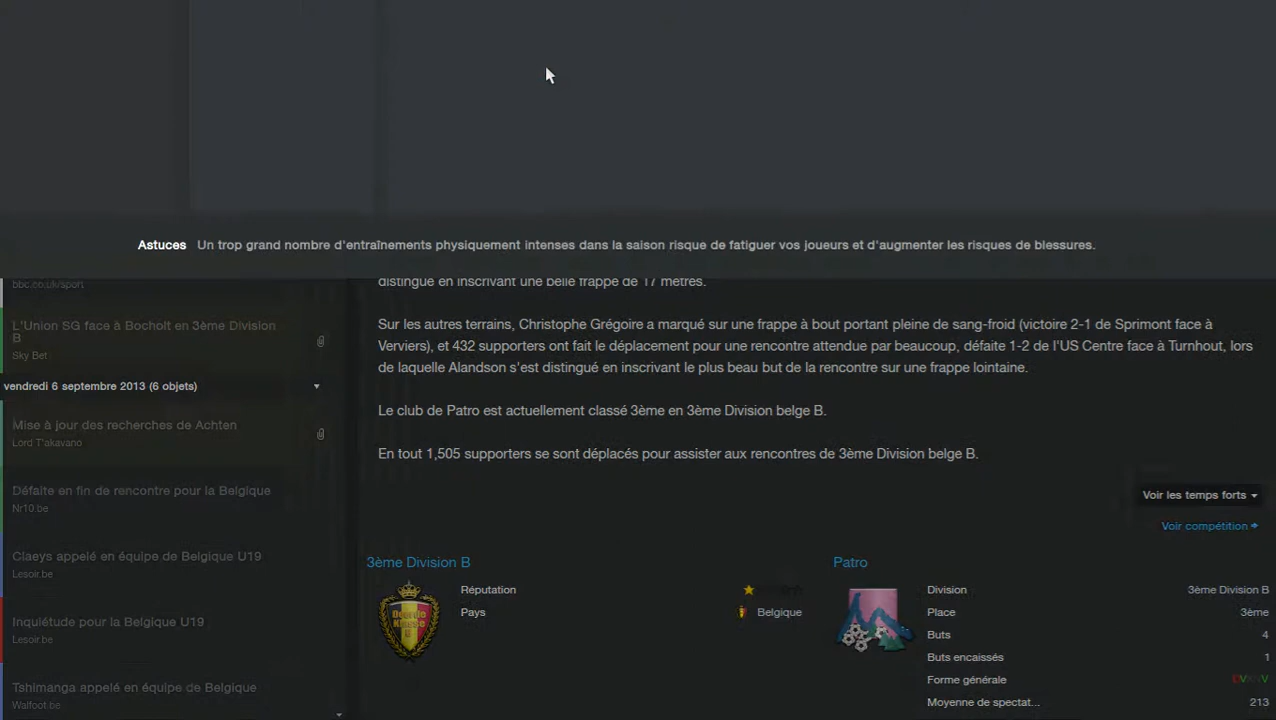 Astuces Un trop grand nombre d'entraînements physiquement intenses dans la saison risque de fatiguer vos joueurs et d'augmenter les risques de blessures.
bbc.co.uk/sport
L'Union SG face à Bocholt en 3ème Division
B
Sky Bet
vendredi 6 septembre 2013 (6 objets)
Mise à jour des recherches de Achten
Lord T'akavano
Défaite en fin de rencontre pour la Belgique
Nr10.be
Claeys appelé en équipe de Belgique U19
Lesoir.be
Inquiétude pour la Belgique U19
Lesoir.be
Tshimanga appelé en équipe de Belgique
Walfoot.be
distingué en inscrivant une belle frappe de 17 mètres.
Sur les autres terrains, Christophe Grégoire a marqué sur une frappe à bout portant pleine de sang-froid (victoire 2-1 de Sprimont face à
Verviers), et 432 supporters ont fait le déplacement pour une rencontre attendue par beaucoup, défaite 1-2 de l'US Centre face à Turnhout, lors
de laquelle Alandson s'est distingué en inscrivant le plus beau but de la rencontre sur une frappe lointaine.
Le club de Patro est actuellement classé 3ème en 3ème Division belge B.
En tout 1,505 supporters se sont déplacés pour assister aux rencontres de 3ème Division belge B.
Voir les temps forts
Voir compétition
3ème Division B
Réputation
Pays Belgique
Patro
Division 3ème Division B
Place 3ème
Buts 4
Buts encaissés 1
Forme générale
Moyenne de spectat... 213